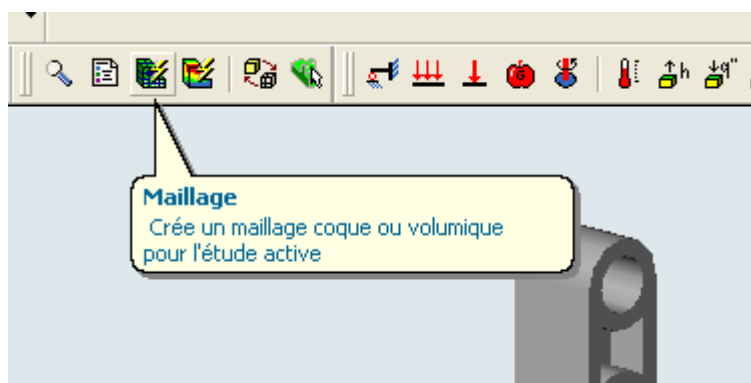 Maillage
Crée un maillage coque ou volumique
pour l'étude active
G
h
q"